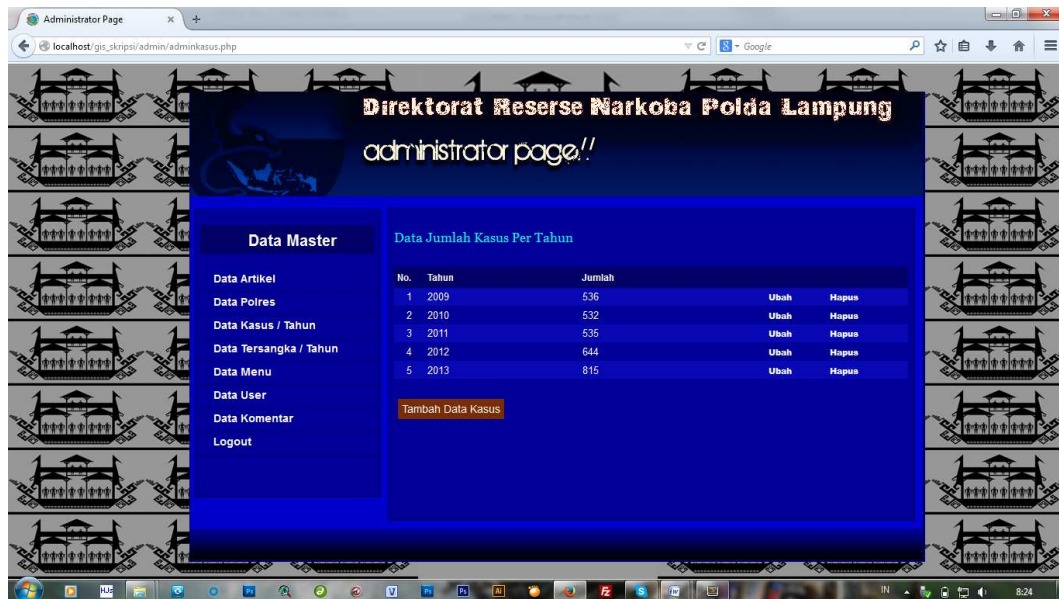 Administrator Page
localhost/gis_skripsi/admin/adminkasus.php
Google
Direktorat Reserse Narkoba Polda Lampung
administrator page!!
Data Master
Data Artikel
Data Polres
Data Kasus / Tahun
Data Tersangka / Tahun
Data Menu
Data User
Data Komentar
Logout
Data Jumlah Kasus Per Tahun
No. Tahun Jumlah
1 2009 536 Ubah Hapus
2 2010 532 Ubah Hapus
3 2011 535 Ubah Hapus
4 2012 644 Ubah Hapus
5 2013 815 Ubah Hapus
Tambah Data Kasus
IN 8:24